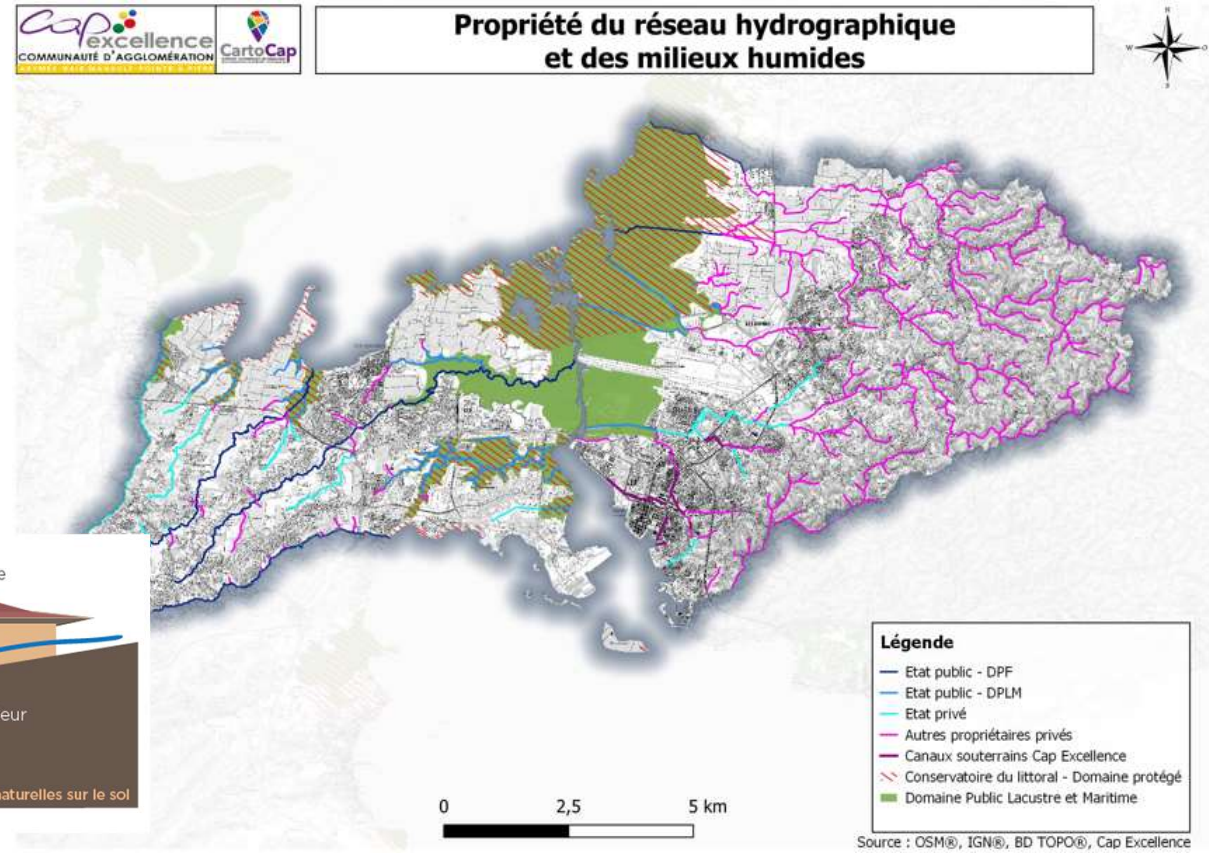 Cap excellence
COMMUNAUTÉ D'AGGLOMÉRATION
CartoCap
Propriété du réseau hydrographique
et des milieux humides
N
W
O
S
e
eur
naturelles sur le sol
0 2,5 5 km
Légende
Etat public - DPF
Etat public - DPLM
Etat privé
Autres propriétaires privés
Canaux souterrains Cap Excellence
Conservatoire du littoral - Domaine protégé
Domaine Public Lacustre et Maritime
Source : OSM®, IGN®, BD TOPO®, Cap Excellence